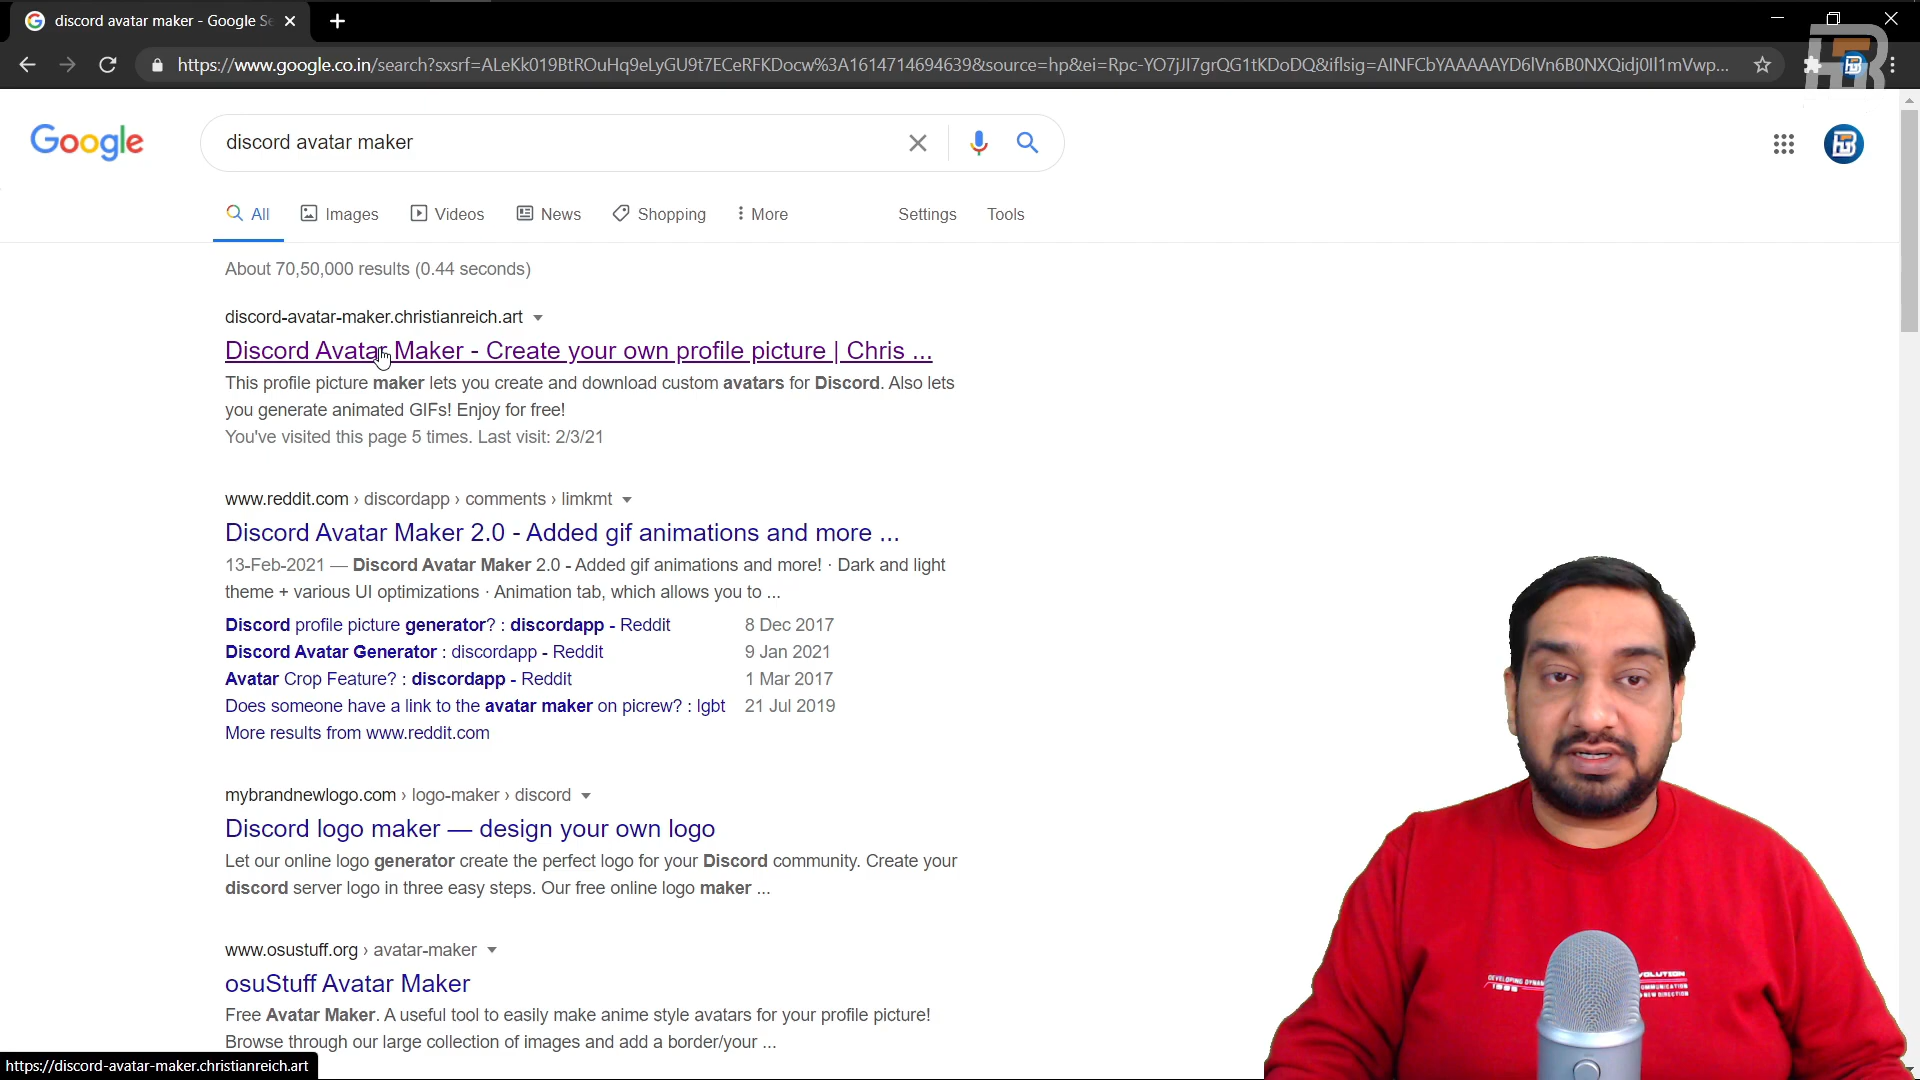 discord avatar maker - Google Se
https://www.google.co.in/search?sxsrf=ALeKk019BtROuHq9eLyGU9t7ECeRFKDocw%3A1614714694639&source=hp&ei=Rpc-YO7jJI7grQG1tKDoDQ&iflsig=AINFCbYAAAAAYD6lVn6B0NXQidj0Il1mVwp...
Google
discord avatar maker
All Images Videos News Shopping More Settings Tools
About 70,50,000 results (0.44 seconds)
discord-avatar-maker.christianreich.art
Discord Avatar Maker - Create your own profile picture | Chris ...
This profile picture maker lets you create and download custom avatars for Discord. Also lets
you generate animated GIFs! Enjoy for free!
You've visited this page 5 times. Last visit: 2/3/21
www.reddit.com › discordapp › comments › limkmt
Discord Avatar Maker 2.0 - Added gif animations and more ...
13-Feb-2021 — Discord Avatar Maker 2.0 - Added gif animations and more! · Dark and light
theme + various UI optimizations · Animation tab, which allows you to ...
Discord profile picture generator? : discordapp - Reddit 8 Dec 2017
Discord Avatar Generator : discordapp - Reddit 9 Jan 2021
Avatar Crop Feature? : discordapp - Reddit 1 Mar 2017
Does someone have a link to the avatar maker on picrew? : lgbt 21 Jul 2019
More results from www.reddit.com
mybrandnewlogo.com › logo-maker › discord
Discord logo maker — design your own logo
Let our online logo generator create the perfect logo for your Discord community. Create your
discord server logo in three easy steps. Our free online logo maker ...
www.osustuff.org › avatar-maker
osuStuff Avatar Maker
Free Avatar Maker. A useful tool to easily make anime style avatars for your profile picture!
Browse through our large collection of images and add a border/your ...
https://discord-avatar-maker.christianreich.art